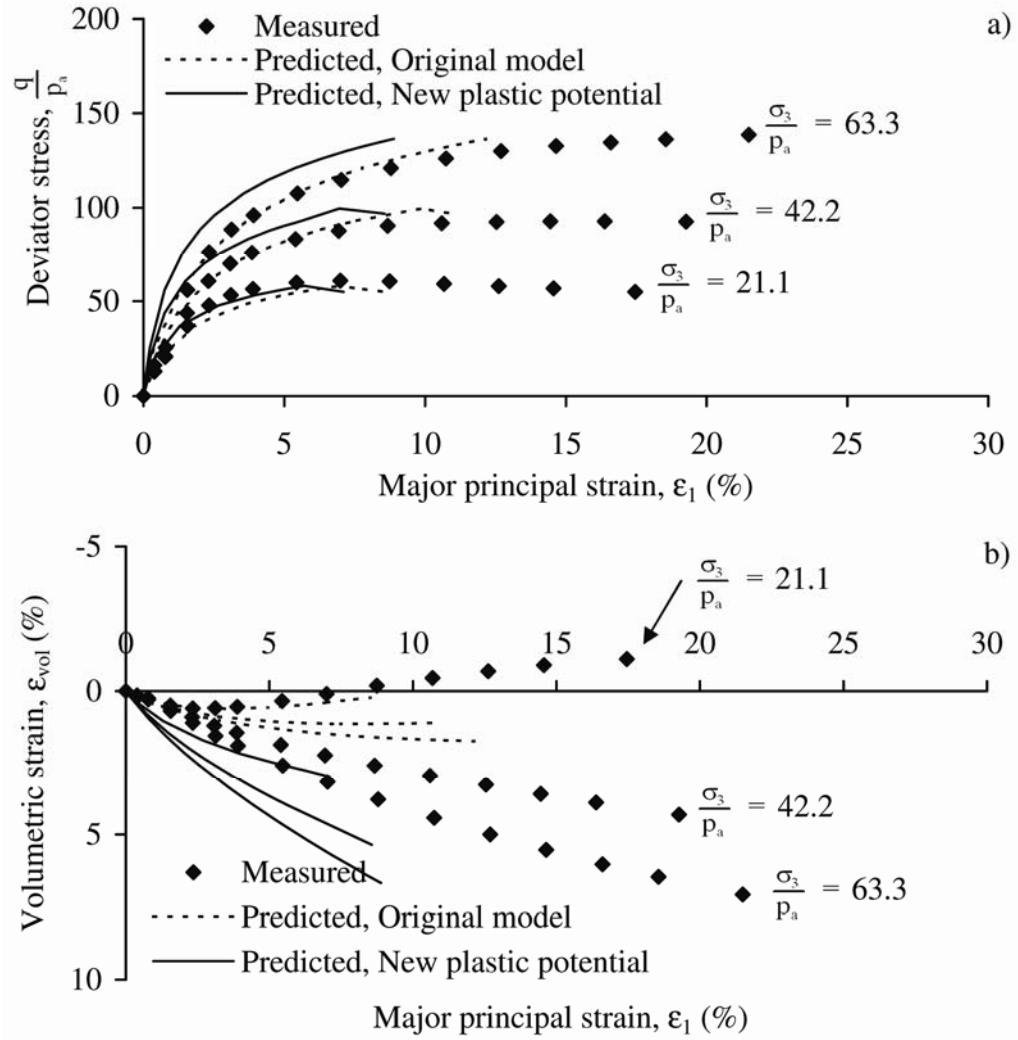 a)
Measured
Predicted, Original model
Predicted, New plastic potential
200
150
100
50
0
Deviator stress, q/pₐ
σ₃/pₐ = 63.3
σ₃/pₐ = 42.2
σ₃/pₐ = 21.1
0 5 10 15 20 25 30
Major principal strain, ε₁ (%)
b)
-5
0
5
10
Volumetric strain, εvol (%)
σ₃/pₐ = 21.1
0 5 10 15 20 25 30
σ₃/pₐ = 42.2
σ₃/pₐ = 63.3
Measured
Predicted, Original model
Predicted, New plastic potential
Major principal strain, ε₁ (%)